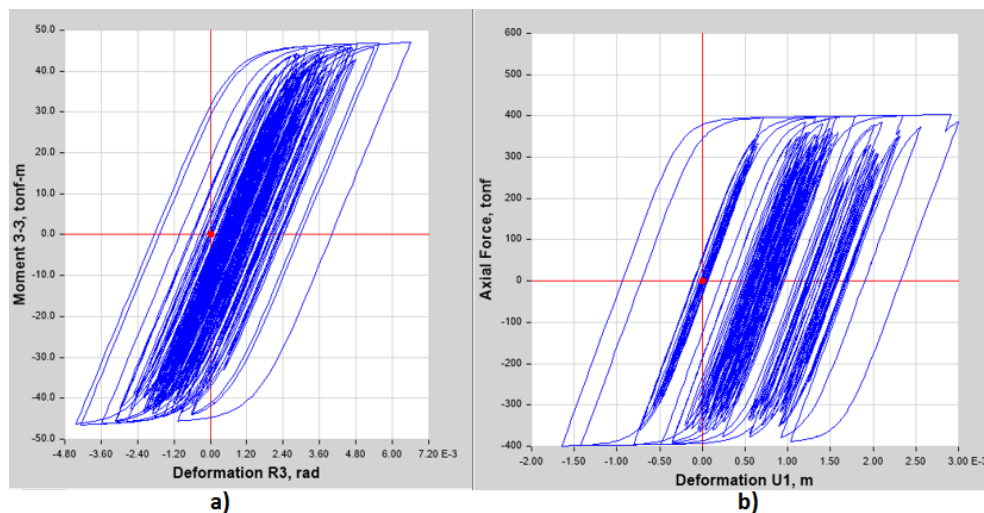 50.0
40.0
30.0
20.0
10.0
0.0
-10.0
-20.0
-30.0
-40.0
-50.0
Moment 3-3, tonf-m
-4.80 -3.60 -2.40 -1.20 0.00 1.20 2.40 3.60 4.80 6.00 7.20 E-3
Deformation R3, rad
a)
600
500
400
300
200
100
0
-100
-200
-300
-400
Axial Force, tonf
-2.00 -1.50 -1.00 -0.50 0.00 0.50 1.00 1.50 2.00 2.50 3.00 E-3
Deformation U1, m
b)